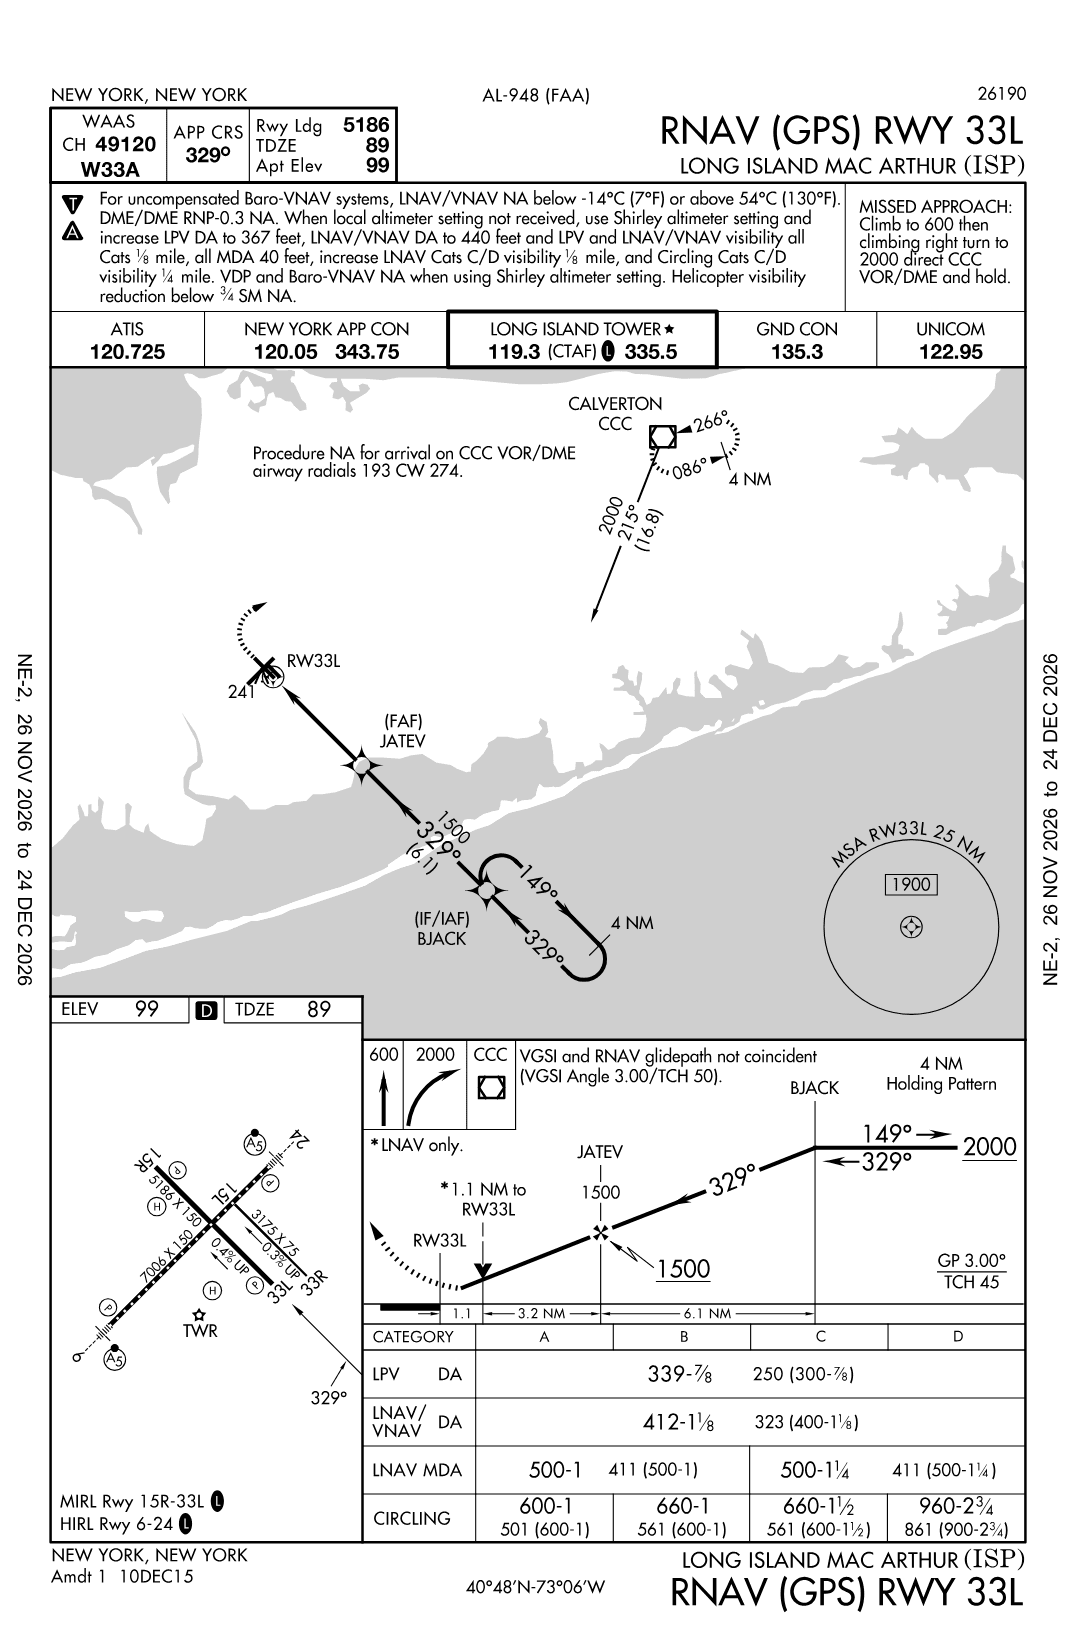 NEW YORK, NEW YORK
AL-948 (FAA)
26190
WAAS
CH 49120
W33A
APP CRS
329°
Rwy Ldg 5186
TDZE 89
Apt Elev 99
RNAV (GPS) RWY 33L
LONG ISLAND MAC ARTHUR (ISP)
T
A
For uncompensated Baro-VNAV systems, LNAV/VNAV NA below -14°C (7°F) or above 54°C (130°F).
DME/DME RNP-0.3 NA. When local altimeter setting not received, use Shirley altimeter setting and
increase LPV DA to 367 feet, LNAV/VNAV DA to 440 feet and LPV and LNAV/VNAV visibility all
Cats ⅛ mile, all MDA 40 feet, increase LNAV Cats C/D visibility ⅛ mile, and Circling Cats C/D
visibility ¼ mile. VDP and Baro-VNAV NA when using Shirley altimeter setting. Helicopter visibility
reduction below ¾ SM NA.
MISSED APPROACH:
Climb to 600 then
climbing right turn to
2000 direct CCC
VOR/DME and hold.
ATIS
120.725
NEW YORK APP CON
120.05 343.75
LONG ISLAND TOWER★
119.3 (CTAF) L 335.5
GND CON
135.3
UNICOM
122.95
CALVERTON
CCC
266°
086°
4 NM
Procedure NA for arrival on CCC VOR/DME
airway radials 193 CW 274.
2000
215°
(16.8)
RW33L
241
(FAF)
JATEV
1500
329°
(6.1)
149°
(IF/IAF)
BJACK
329°
4 NM
MSA RW33L 25 NM
1900
NE-2, 26 NOV 2026 to 24 DEC 2026
NE-2, 26 NOV 2026 to 24 DEC 2026
ELEV 99
D
TDZE 89
A5
24
15R
P
5186 X 150
H
15L
P
3175 X 75
7006 X 150
0.4% UP
0.3% UP
P
H
33L
33R
P
TWR
9
A5
329°
MIRL Rwy 15R-33L L
HIRL Rwy 6-24 L
600
2000
CCC
VGSI and RNAV glidepath not coincident
(VGSI Angle 3.00/TCH 50).
4 NM
Holding Pattern
BJACK
*LNAV only.
149°
329°
2000
JATEV
329°
*1.1 NM to
RW33L
1500
RW33L
1500
GP 3.00°
TCH 45
1.1
3.2 NM
6.1 NM
CATEGORY A B C D
LPV DA 339-⅞ 250 (300-⅞)
LNAV/
VNAV DA 412-1⅛ 323 (400-1⅛)
LNAV MDA 500-1 411 (500-1) 500-1¼ 411 (500-1¼)
CIRCLING
600-1 660-1 660-1½ 960-2¾
501 (600-1) 561 (600-1) 561 (600-1½) 861 (900-2¾)
NEW YORK, NEW YORK
Amdt 1 10DEC15
40°48'N-73°06'W
LONG ISLAND MAC ARTHUR (ISP)
RNAV (GPS) RWY 33L